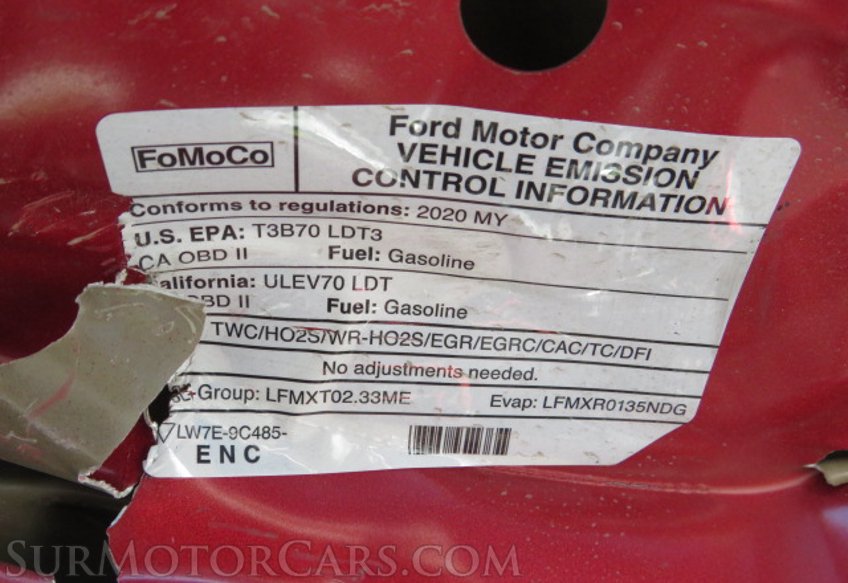 FoMoCo
Ford Motor Company
VEHICLE EMISSION
CONTROL INFORMATION
Conforms to regulations: 2020 MY
U.S. EPA: T3B70 LDT3
CA OBD II Fuel: Gasoline
alifornia: ULEV70 LDT
OBD II Fuel: Gasoline
TWC/HO2S/WR-HO2S/EGR/EGRC/CAC/TC/DFI
No adjustments needed.
-Group: LFMXT02.33ME Evap: LFMXR0135NDG
LW7E-9C485-
ENC
SURMOTORCARS.COM